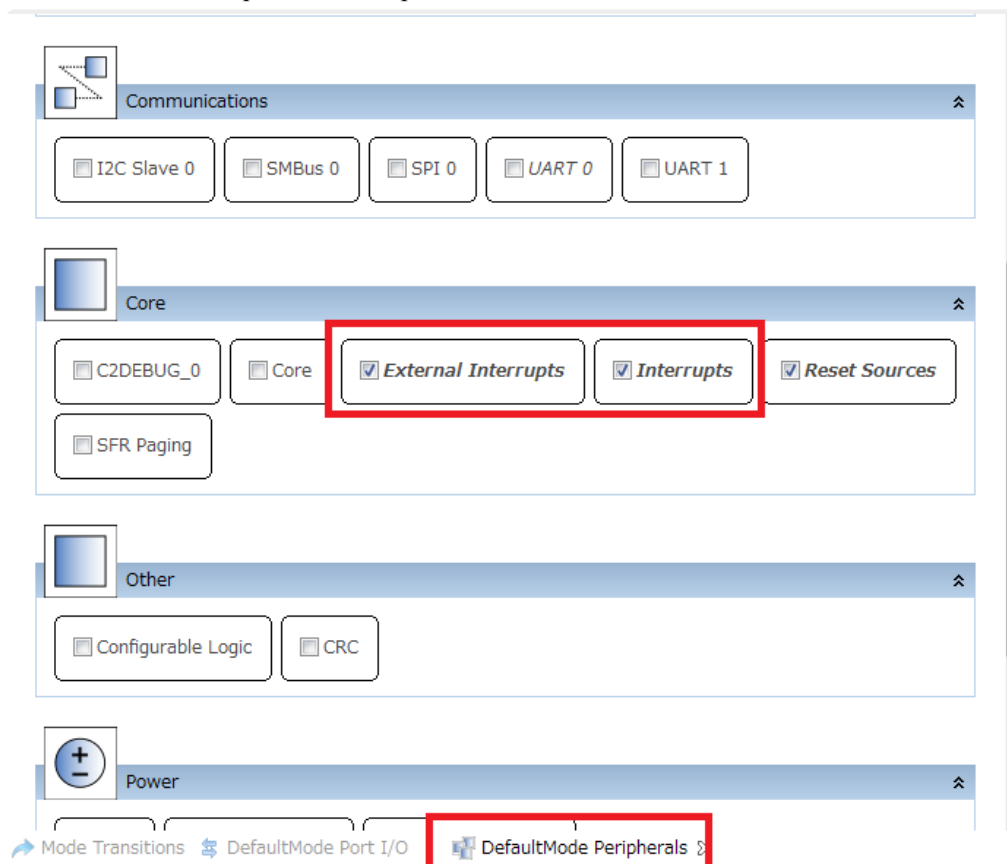 Communications
I2C Slave 0 SMBus 0 SPI 0 UART 0 UART 1
Core
C2DEBUG_0 Core External Interrupts Interrupts Reset Sources
SFR Paging
Other
Configurable Logic CRC
Power
Mode Transitions DefaultMode Port I/O DefaultMode Peripherals